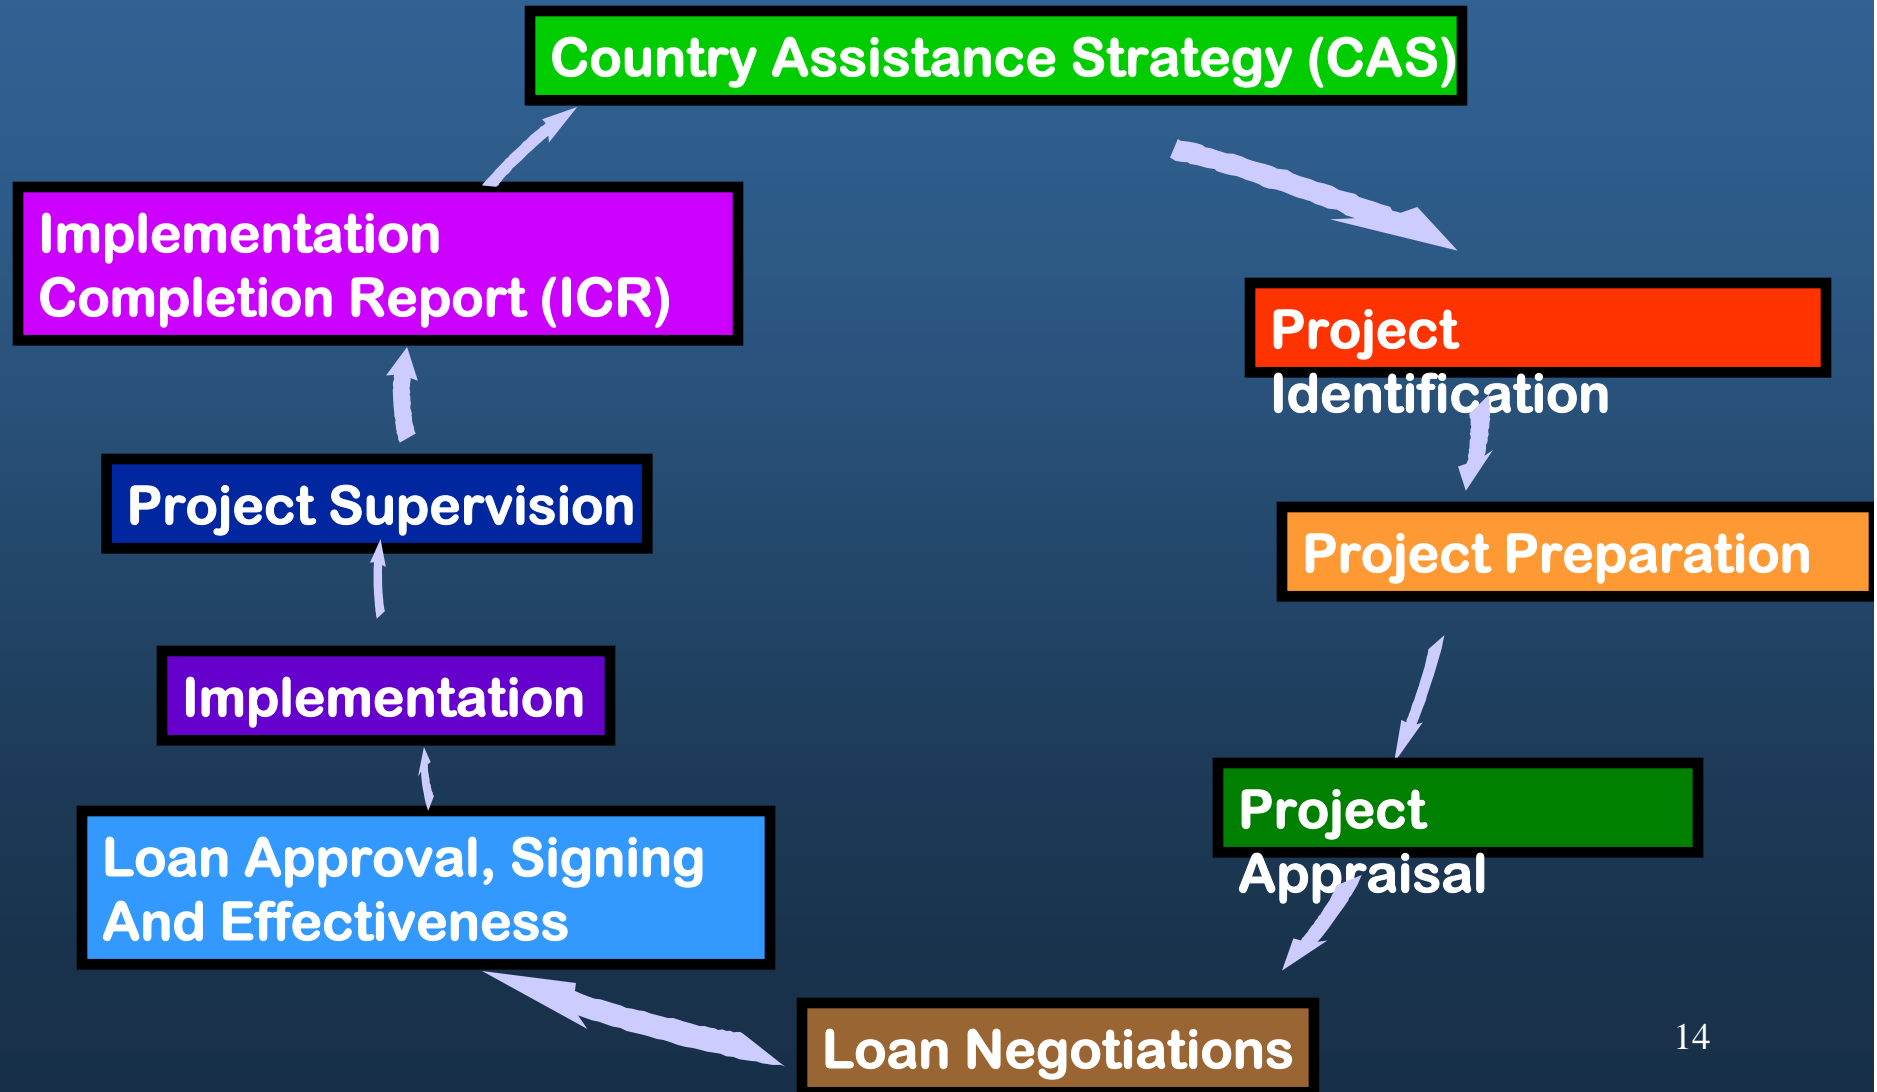 Country Assistance Strategy (CAS)
Project
Identification
Project Preparation
Project
Appraisal
Loan Negotiations
Loan Approval, Signing
And Effectiveness
Implementation
Project Supervision
Implementation
Completion Report (ICR)
14